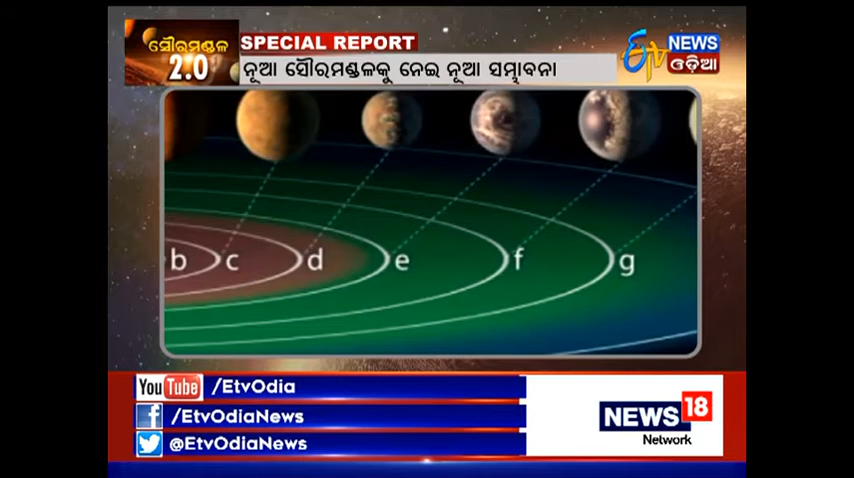 ସୌରମଣ୍ଡଳ
2.0
SPECIAL REPORT
ନୂଆ ସୌରମଣ୍ଡଳକୁ ନେଇ ନୂଆ ସମ୍ଭାବନା
ETV NEWS
ଓଡ଼ିଆ
b c d e f g
YouTube /EtvOdia
f /EtvOdiaNews
@EtvOdiaNews
NEWS 18
Network